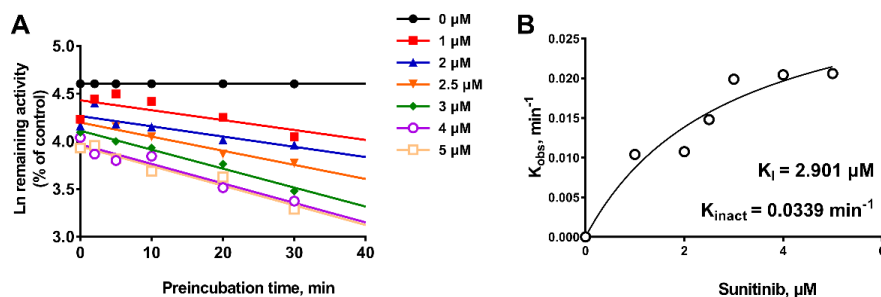 A
Ln remaining activity
(% of control)
5.0
4.5
4.0
3.5
3.0
0
10
20
30
40
Preincubation time, min
0 µM
1 µM
2 µM
2.5 µM
3 µM
4 µM
5 µM
B
Kobs, min-1
0.025
0.020
0.015
0.010
0.005
0.000
0
2
4
KI = 2.901 µM
Kinact = 0.0339 min-1
Sunitinib, µM